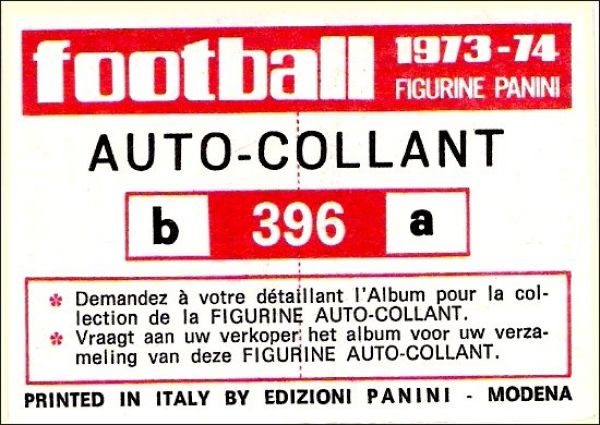 football 1973-74
FIGURINE PANINI
AUTO-COLLANT
b 396 a
* Demandez à votre détaillant l'Album pour la col-
lection de la FIGURINE AUTO-COLLANT.
* Vraagt aan uw verkoper het album voor uw verza-
meling van deze FIGURINE AUTO-COLLANT.
PRINTED IN ITALY BY EDIZIONI PANINI - MODENA